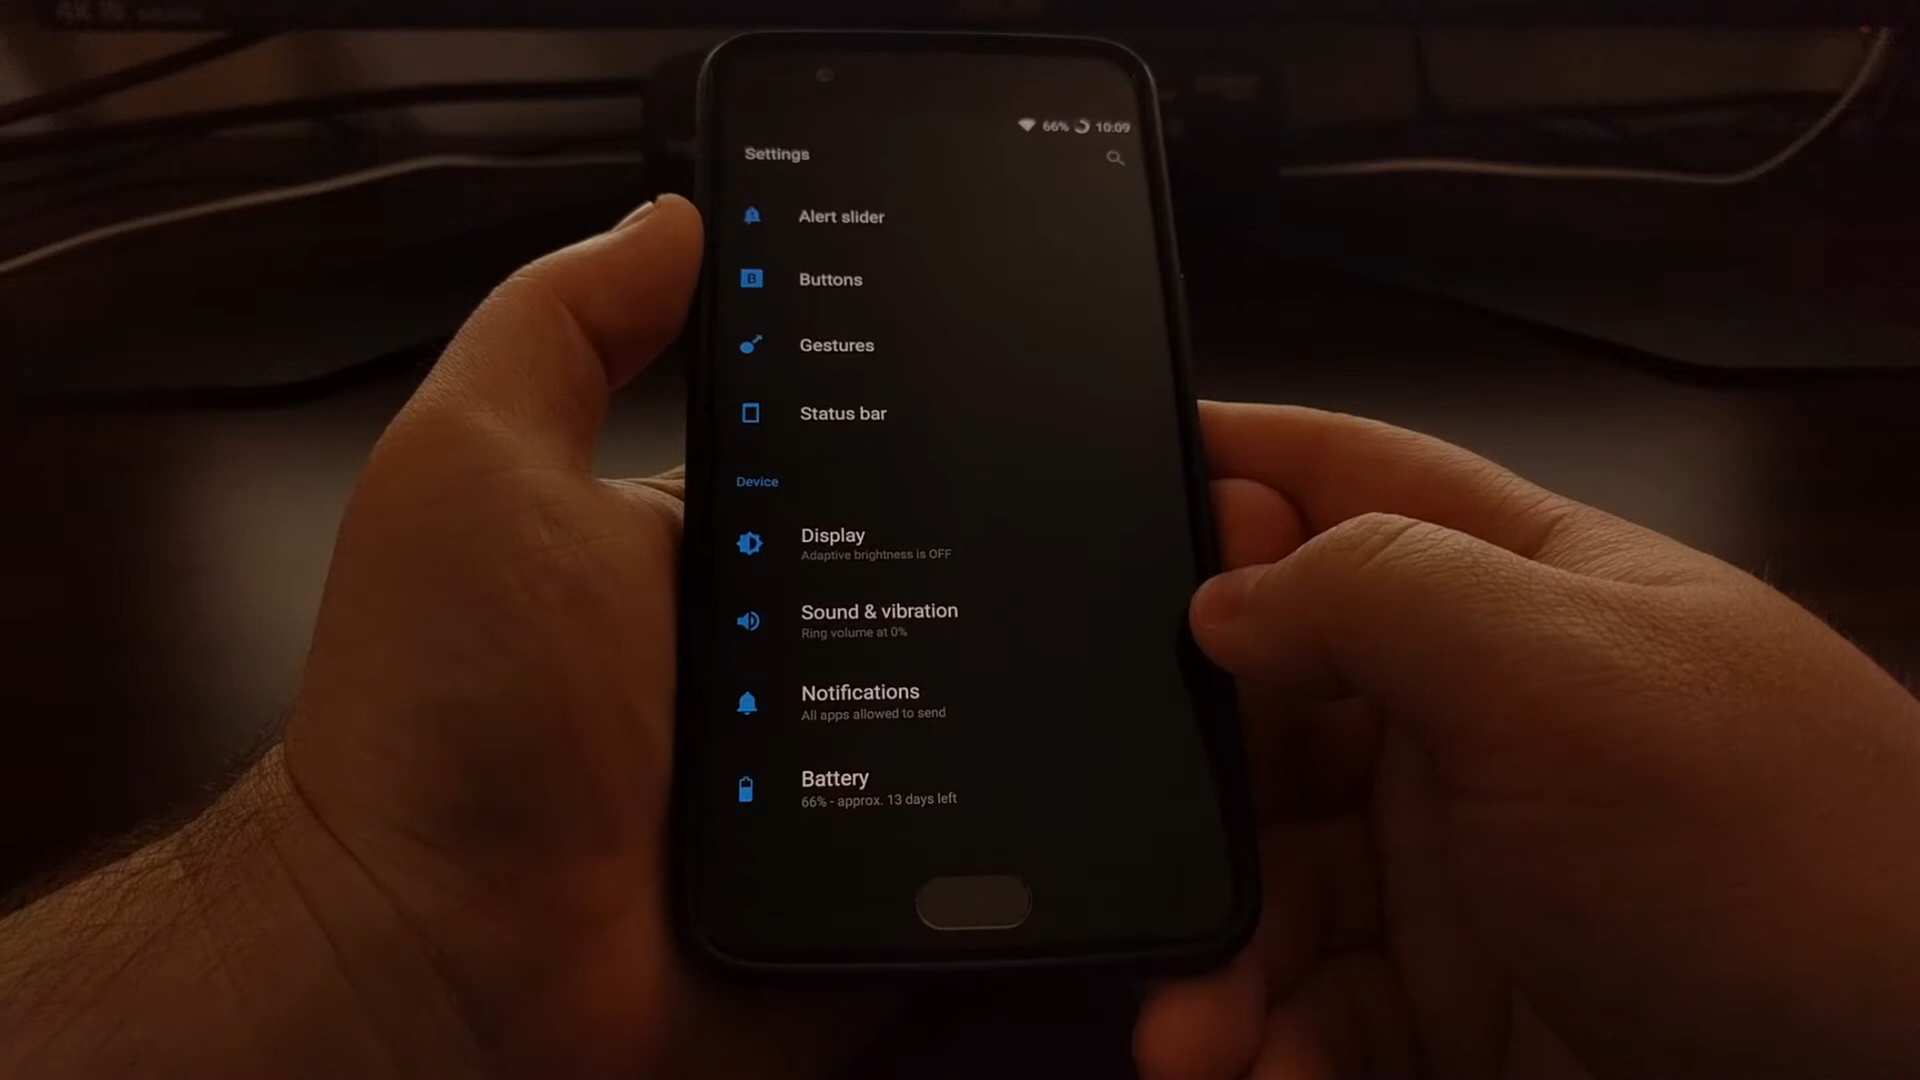 66% 10:09
Settings
Alert slider
B Buttons
Gestures
Status bar
Device
Display
Adaptive brightness is OFF
Sound & vibration
Ring volume at 0%
Notifications
All apps allowed to send
Battery
66% - approx. 13 days left